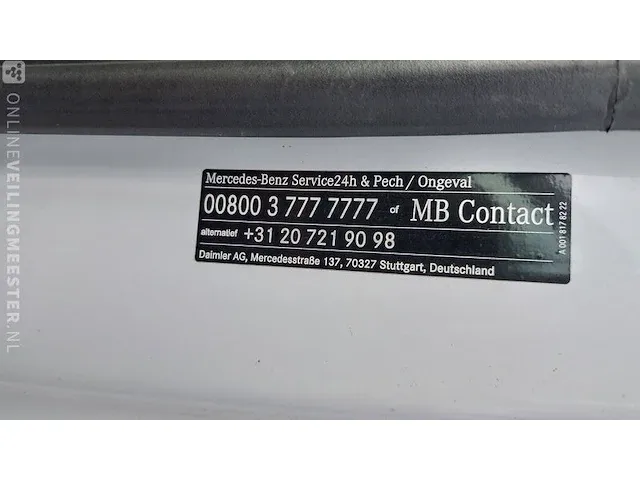 Mercedes-Benz Service24h & Pech / Ongeval
00800 3 777 7777 of MB Contact
alternatief +31 20 721 90 98
Daimler AG, Mercedesstraße 137, 70327 Stuttgart, Deutschland
A 001 817 82 22
ONLINEVEILINGMEESTER.NL